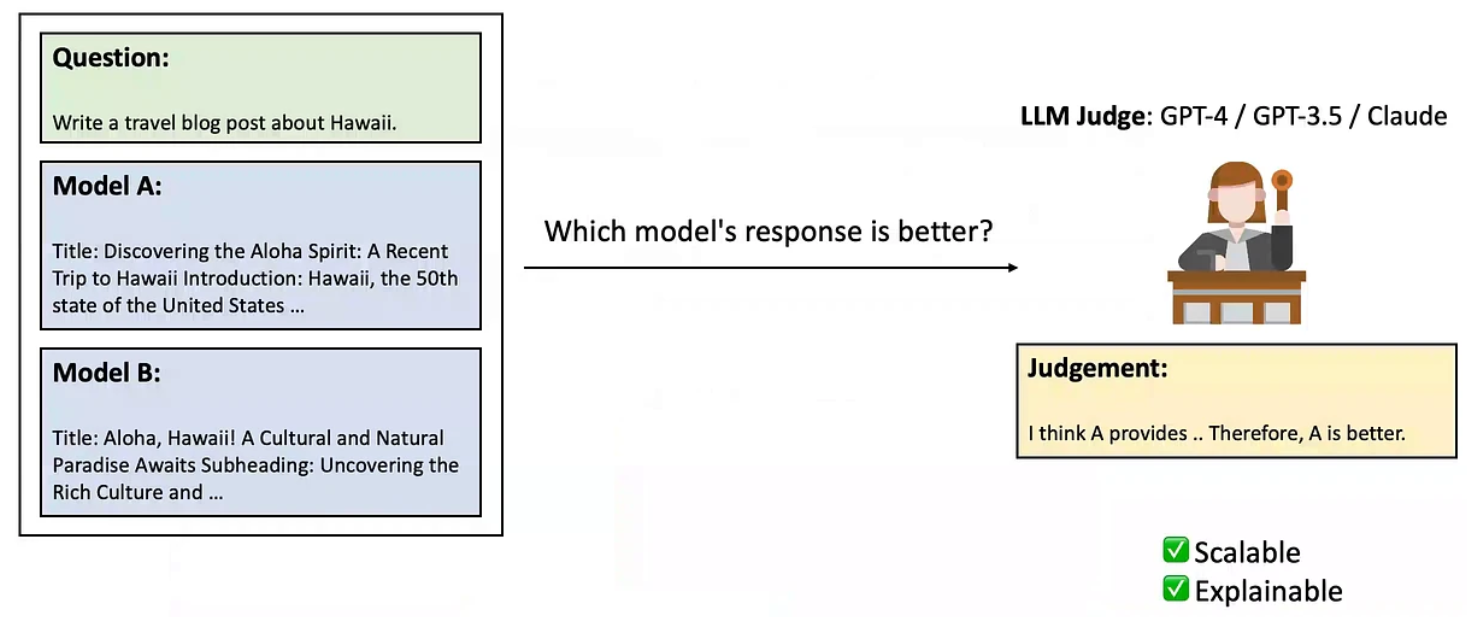 Question:
Write a travel blog post about Hawaii.
Model A:
Title: Discovering the Aloha Spirit: A Recent
Trip to Hawaii Introduction: Hawaii, the 50th
state of the United States ...
Model B:
Title: Aloha, Hawaii! A Cultural and Natural
Paradise Awaits Subheading: Uncovering the
Rich Culture and ...
Which model's response is better?
LLM Judge: GPT-4 / GPT-3.5 / Claude
Judgement:
I think A provides .. Therefore, A is better.
✅ Scalable
✅ Explainable